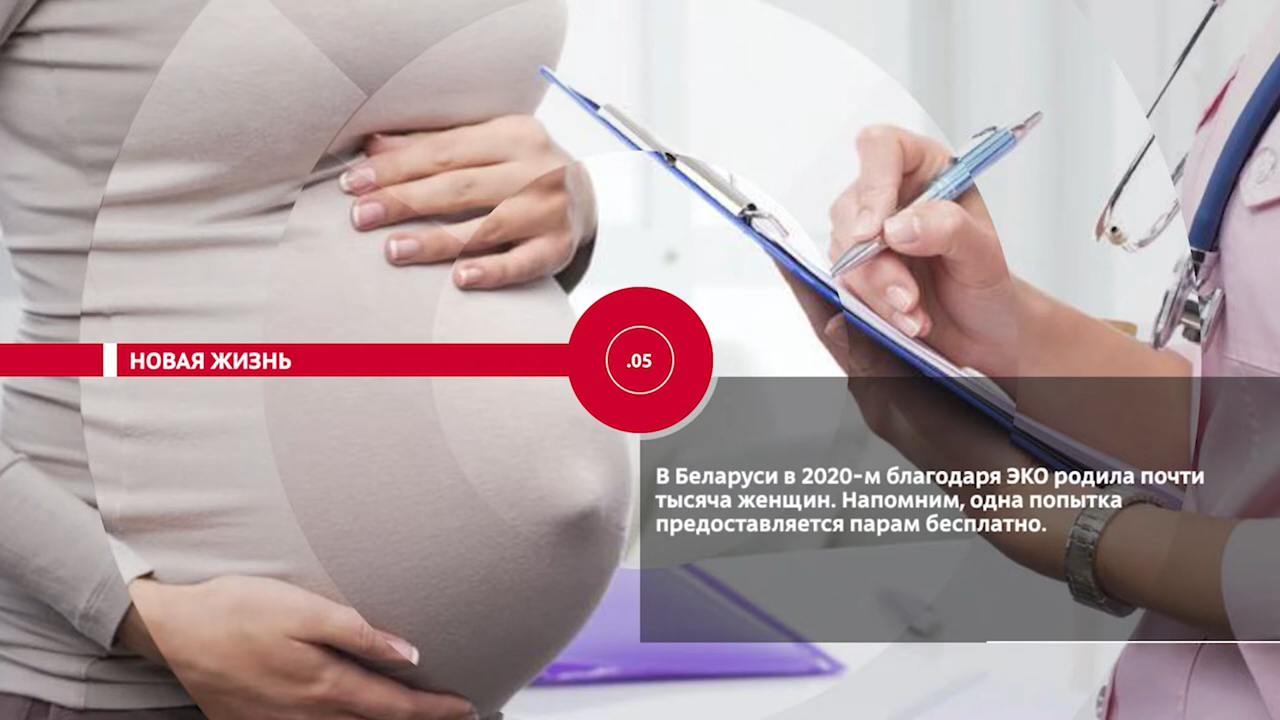 НОВАЯ ЖИЗНЬ
.05
В Беларуси в 2020-м благодаря ЭКО родила почти
тысяча женщин. Напомним, одна попытка
предоставляется парам бесплатно.